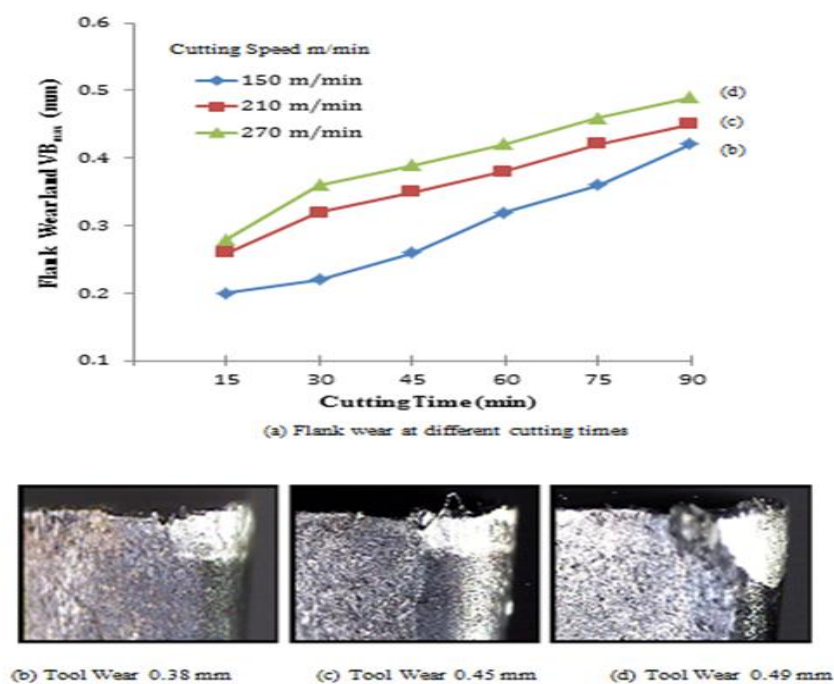 0.6
Cutting Speed m/min
150 m/min
210 m/min
270 m/min
0.5
0.4
0.3
0.2
0.1
Flank Wear land VB (mm)
(d)
(c)
(b)
15 30 45 60 75 90
Cutting Time (min)
(a) Flank wear at different cutting times
(b) Tool Wear 0.38 mm
(c) Tool Wear 0.45 mm
(d) Tool Wear 0.49 mm